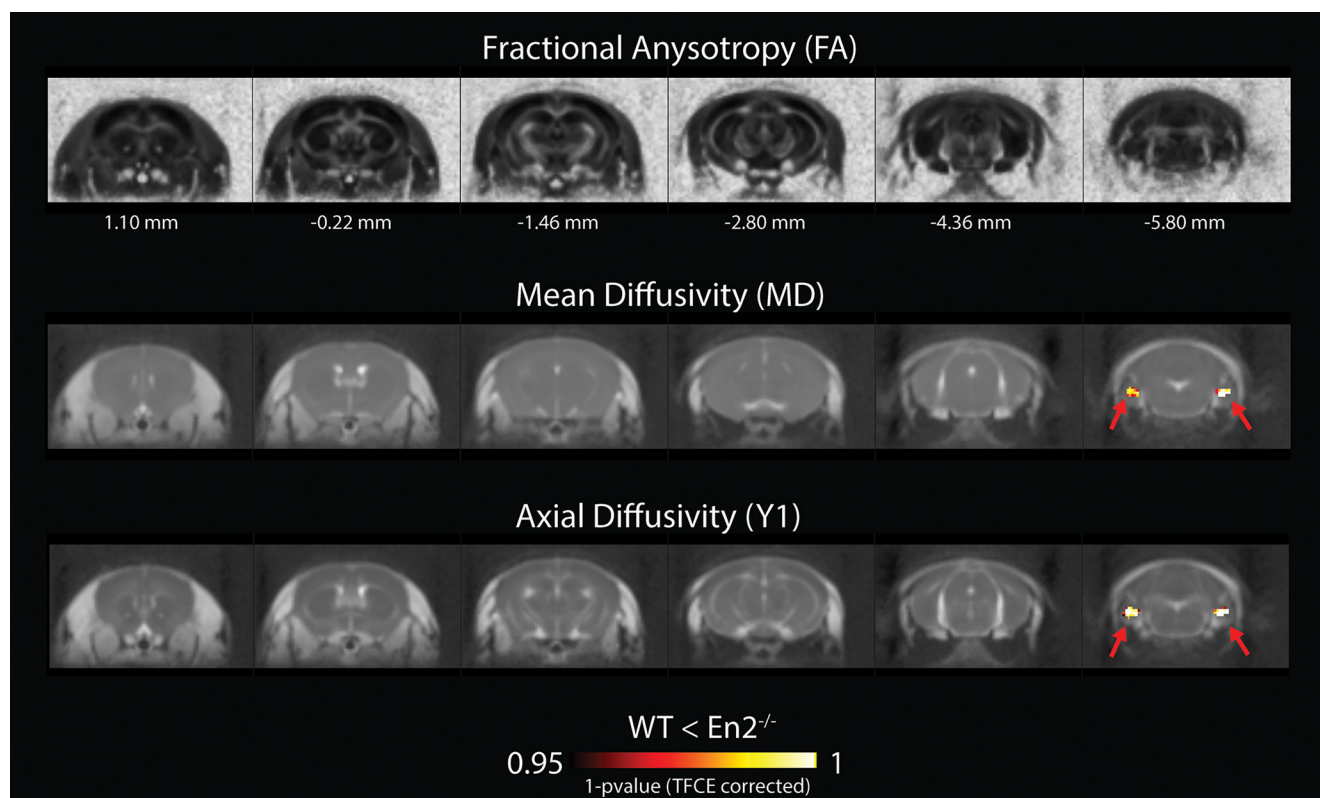 Fractional Anysotropy (FA)
1.10 mm -0.22 mm -1.46 mm -2.80 mm -4.36 mm -5.80 mm
Mean Diffusivity (MD)
Axial Diffusivity (Y1)
WT < En2-/-
0.95 1
1-pvalue (TFCE corrected)